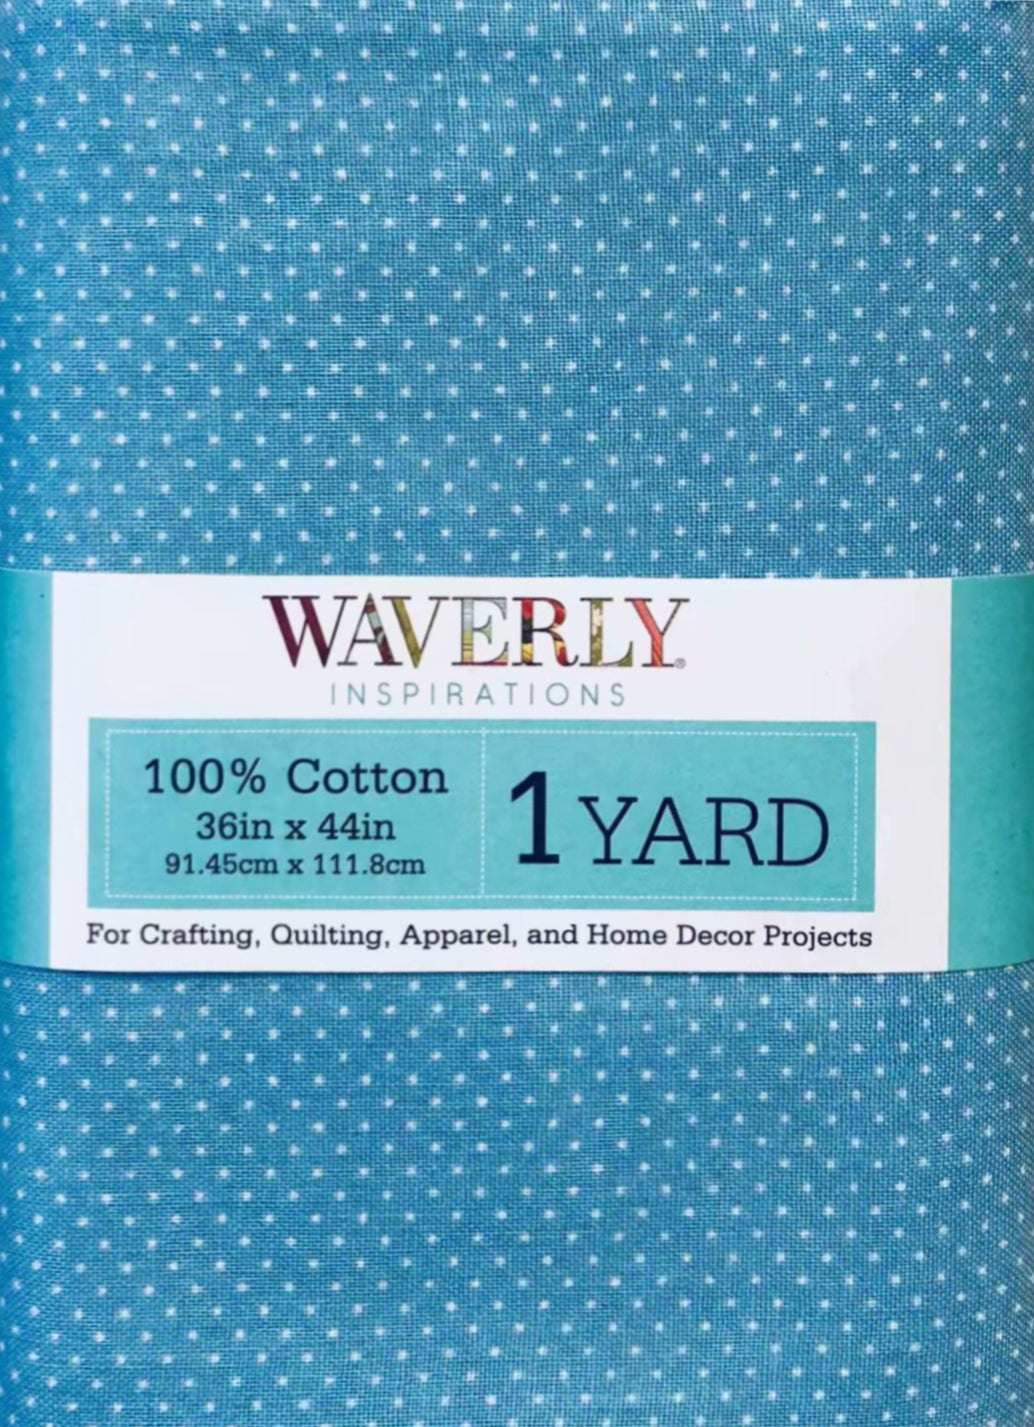 WAVERLY®
INSPIRATIONS
100% Cotton
36in x 44in
91.45cm x 111.8cm
1 YARD
For Crafting, Quilting, Apparel, and Home Decor Projects